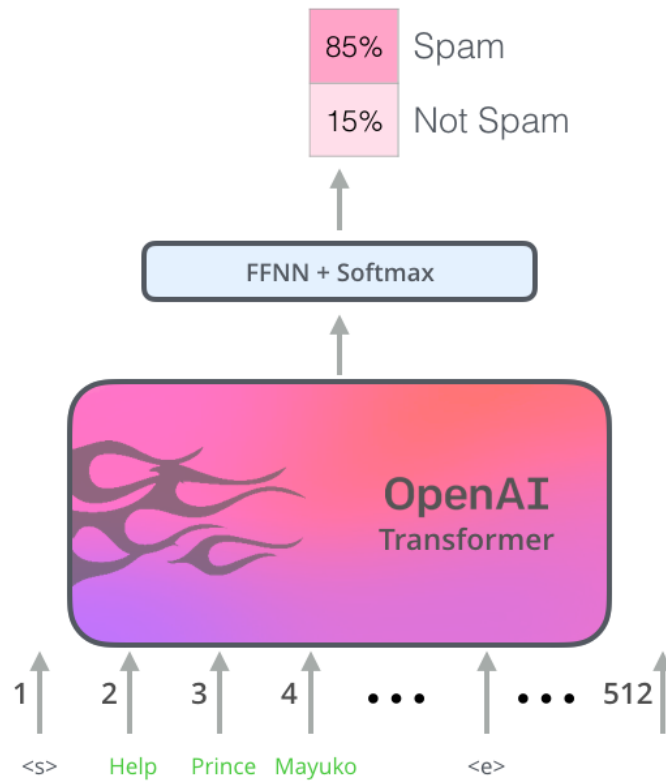 85% Spam
15% Not Spam
FFNN + Softmax
OpenAI
Transformer
1 2 3 4 ••• ••• 512
<s> Help Prince Mayuko <e>